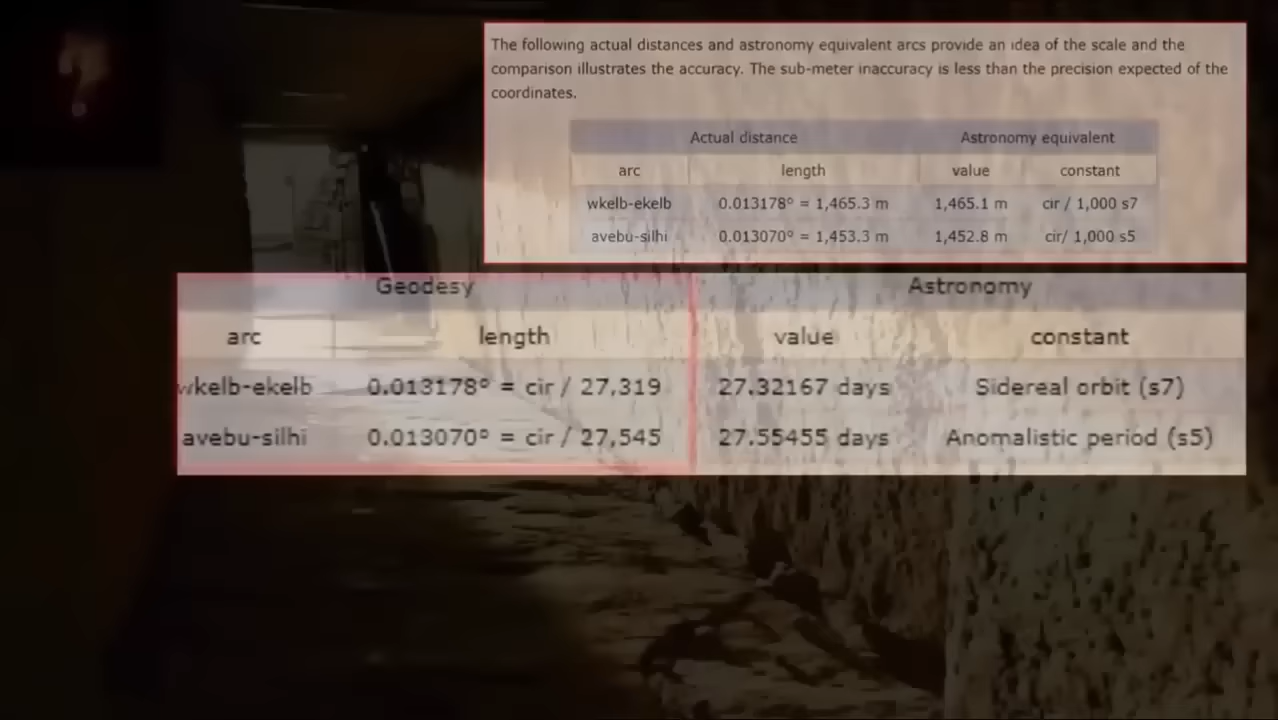 The following actual distances and astronomy equivalent arcs provide an idea of the scale and the
comparison illustrates the accuracy. The sub-meter inaccuracy is less than the precision expected of the
coordinates.
Actual distance Astronomy equivalent
arc length value constant
wkelb-ekelb 0.013178º = 1,465.3 m 1,465.1 m cir / 1,000 s7
avebu-silhi 0.013070º = 1,453.3 m 1,452.8 m cir/ 1,000 s5
Geodesy Astronomy
arc length value constant
wkelb-ekelb 0.013178º = cir / 27,319 27.32167 days Sidereal orbit (s7)
avebu-silhi 0.013070º = cir / 27,545 27.55455 days Anomalistic period (s5)